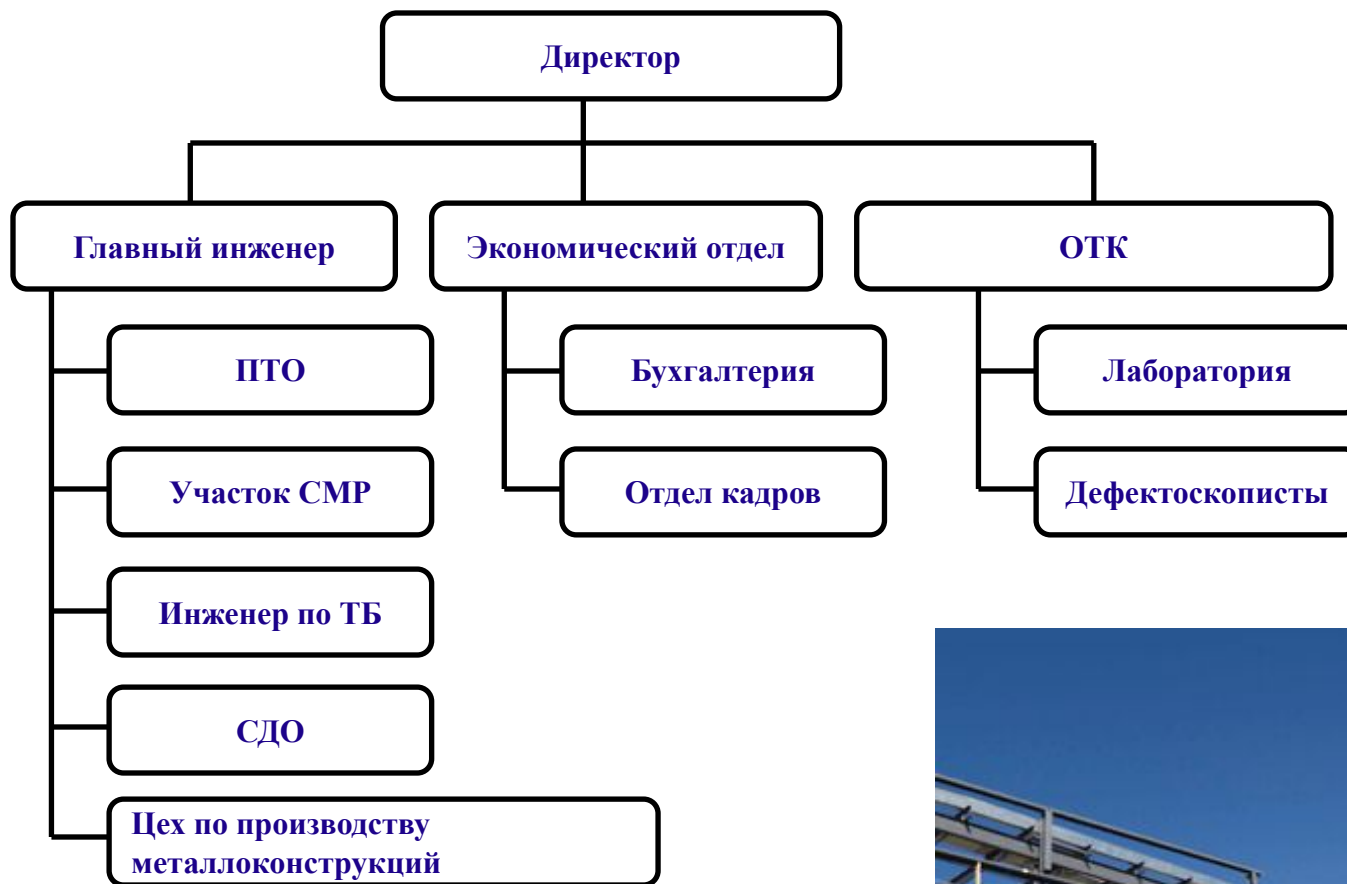 Директор
Главный инженер
Экономический отдел
ОТК
ПТО
Бухгалтерия
Лаборатория
Участок СМР
Отдел кадров
Дефектоскописты
Инженер по ТБ
СДО
Цех по производству
металлоконструкций